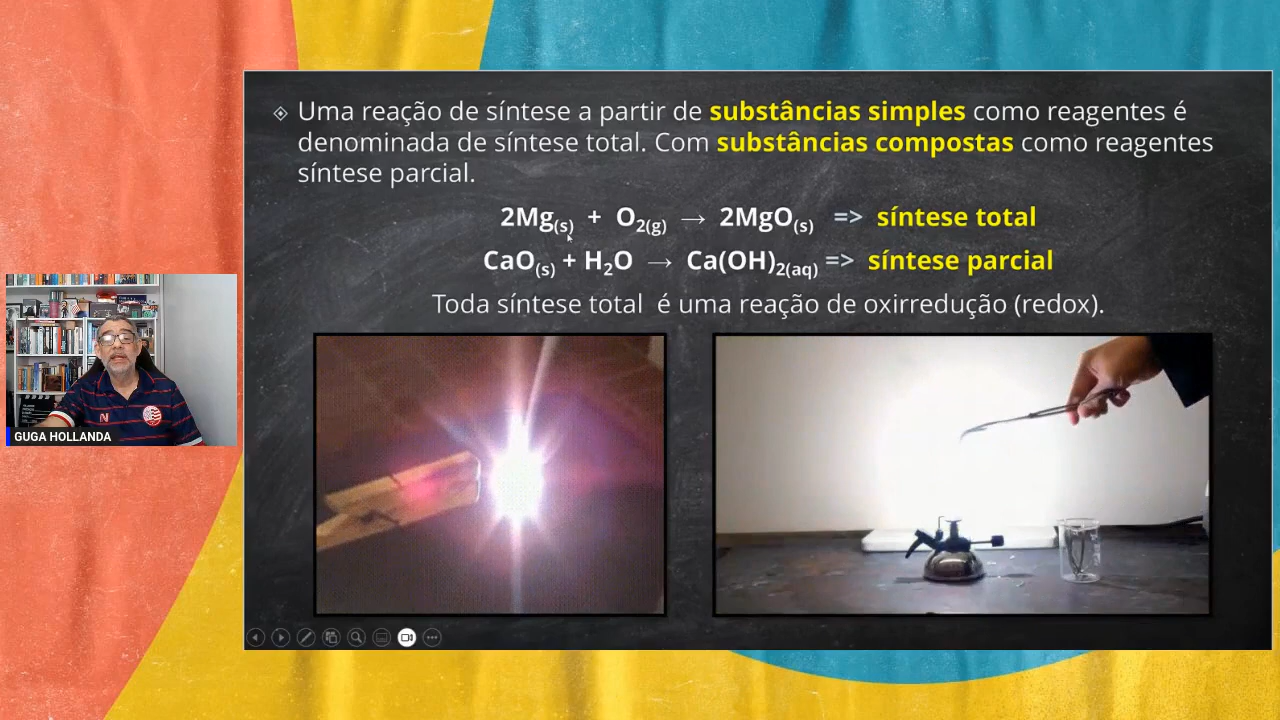 Uma reação de síntese a partir de substâncias simples como reagentes é
denominada de síntese total. Com substâncias compostas como reagentes
síntese parcial.
2Mg(s) + O2(g) → 2MgO(s) => síntese total
CaO(s) + H2O → Ca(OH)2(aq) => síntese parcial
Toda síntese total é uma reação de oxirredução (redox).
GUGA HOLLANDA